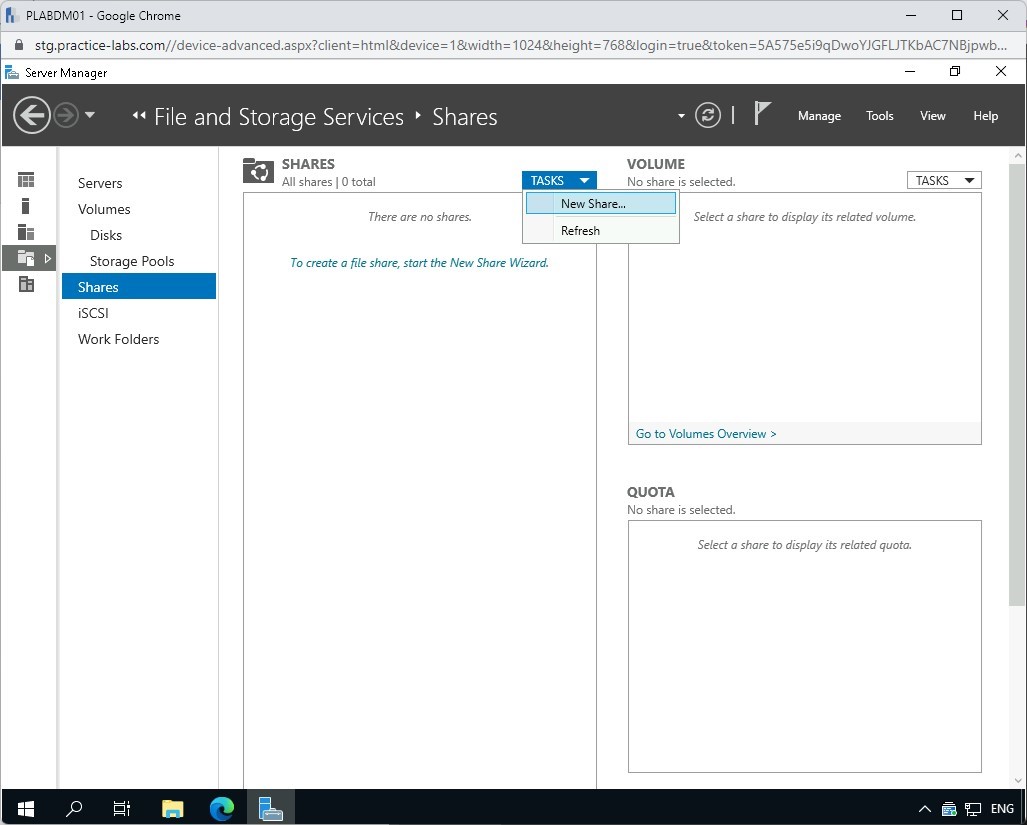 PLABDM01 - Google Chrome
stg.practice-labs.com//device-advanced.aspx?client=html&device=1&width=1024&height=768&login=true&token=5A575e5i9qDwoYJGFLJTKbAC7NBjpwb...
Server Manager
File and Storage Services
Shares
Manage
Tools
View
Help
Servers
Volumes
Disks
Storage Pools
Shares
iSCSI
Work Folders
SHARES
All shares | 0 total
TASKS
New Share...
Refresh
There are no shares.
To create a file share, start the New Share Wizard.
VOLUME
No share is selected.
TASKS
Select a share to display its related volume.
Go to Volumes Overview >
QUOTA
No share is selected.
Select a share to display its related quota.
ENG